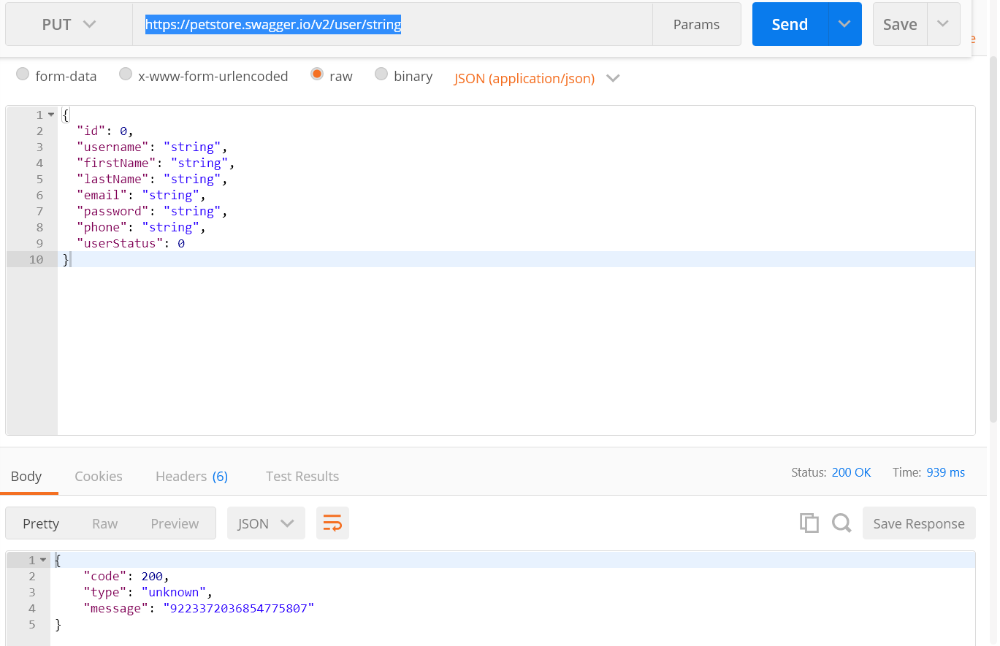 PUT https://petstore.swagger.io/v2/user/string Params Send Save
e
form-data x-www-form-urlencoded raw binary JSON (application/json)
1 {
2 "id": 0,
3 "username": "string",
4 "firstName": "string",
5 "lastName": "string",
6 "email": "string",
7 "password": "string",
8 "phone": "string",
9 "userStatus": 0
10 }
Body Cookies Headers (6) Test Results Status: 200 OK Time: 939 ms
Pretty Raw Preview JSON Save Response
1 {
2 "code": 200,
3 "type": "unknown",
4 "message": "9223372036854775807"
5 }